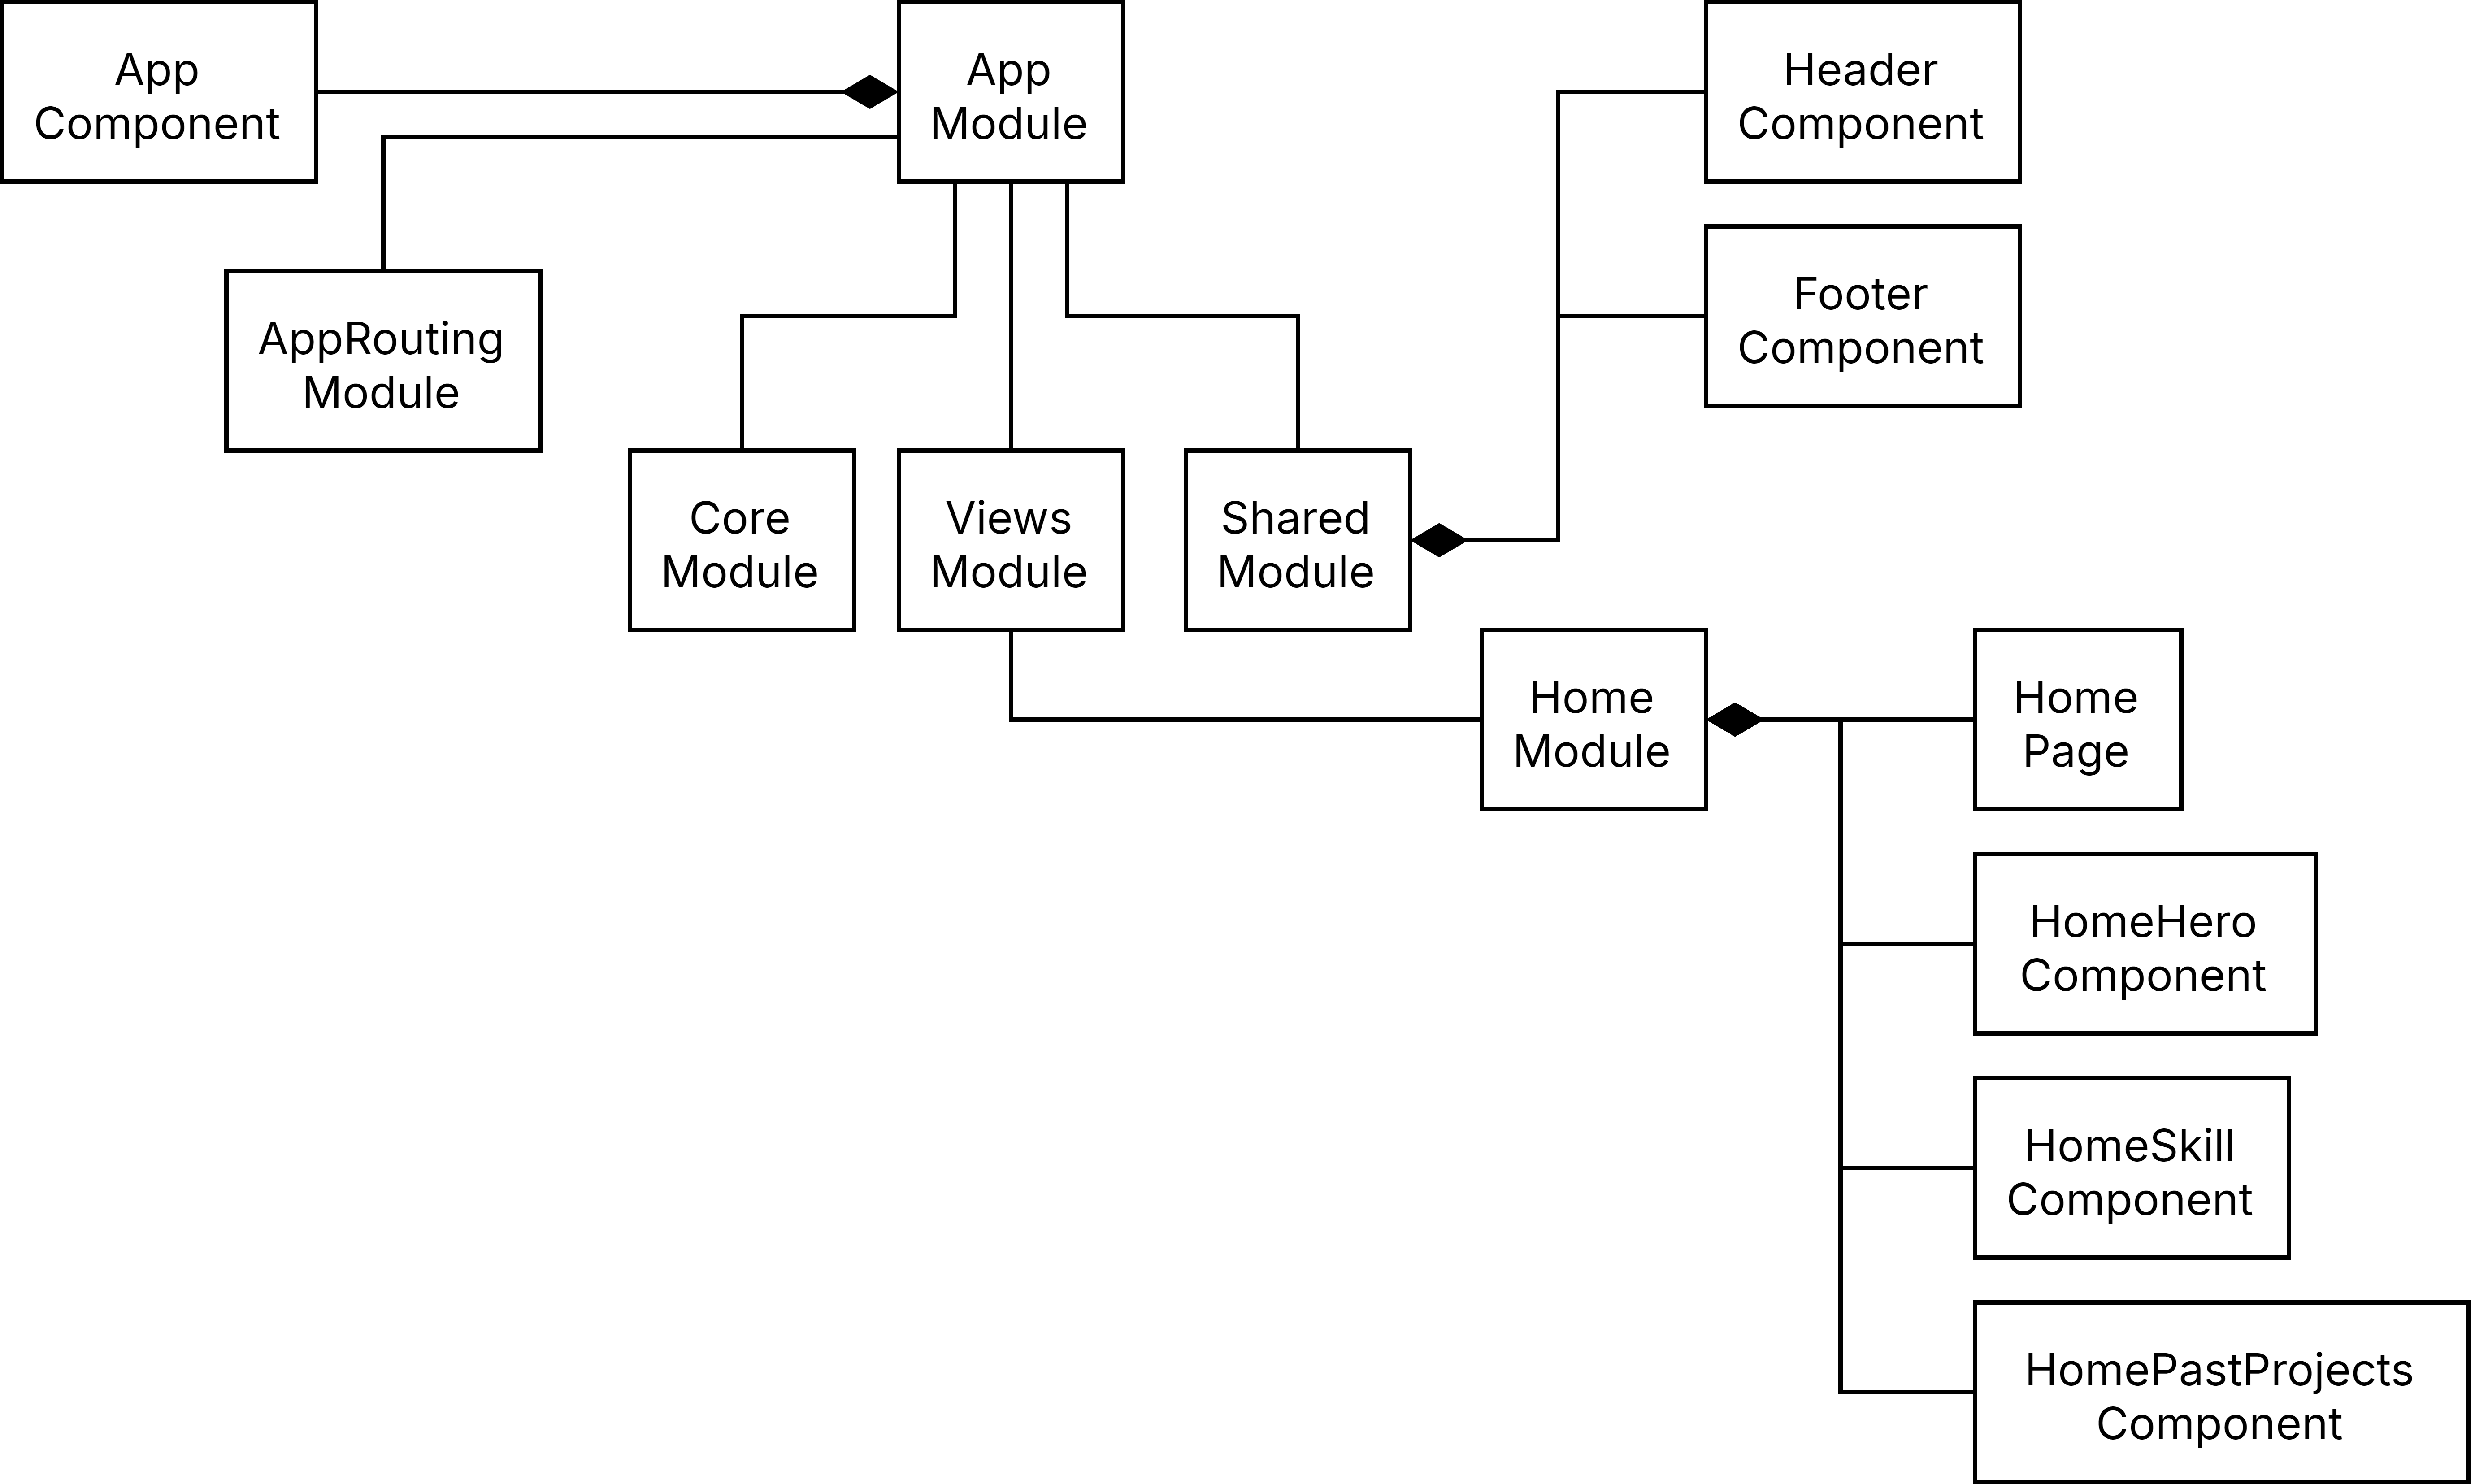 App
Component
App
Module
Header
Component
Footer
Component
AppRouting
Module
Core
Module
Views
Module
Shared
Module
Home
Module
Home
Page
HomeHero
Component
HomeSkill
Component
HomePastProjects
Component